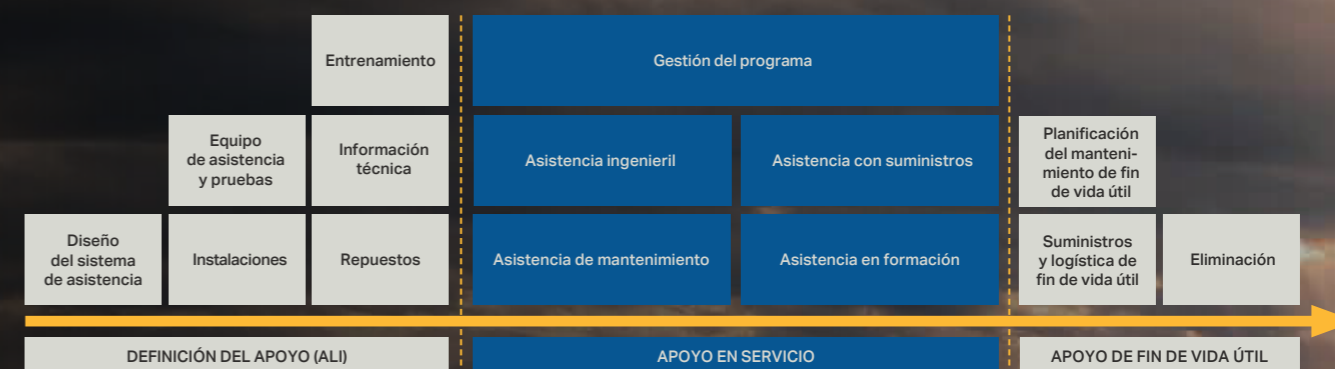 Entrenamiento
Gestión del programa
Equipo
de asistencia
y pruebas
Información
técnica
Asistencia ingenieril
Asistencia con suministros
Planificación
del manteni-
miento de fin
de vida útil
Diseño
del sistema
de asistencia
Instalaciones
Repuestos
Asistencia de mantenimiento
Asistencia en formación
Suministros
y logística de
fin de vida útil
Eliminación
DEFINICIÓN DEL APOYO (ALI)
APOYO EN SERVICIO
APOYO DE FIN DE VIDA ÚTIL